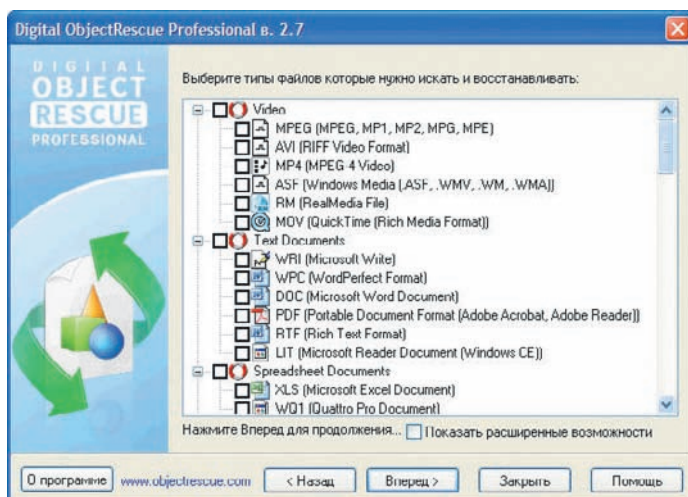 Digital ObjectRescue Professional в. 2.7
DIGITAL
OBJECT
RESCUE
PROFESSIONAL
Выберите типы файлов которые нужно искать и восстанавливать:
Video
MPEG (MPEG, MP1, MP2, MPG, MPE)
AVI (RIFF Video Format)
MP4 (MPEG-4 Video)
ASF (Windows Media (.ASF, .WMV, .WM, .WMA))
RM (RealMedia File)
MOV (QuickTime (Rich Media Format))
Text Documents
WRI (Microsoft Write)
WPC (WordPerfect Format)
DOC (Microsoft Word Document)
PDF (Portable Document Format (Adobe Acrobat, Adobe Reader))
RTF (Rich Text Format)
LIT (Microsoft Reader Document (Windows CE))
Spreadsheet Documents
XLS (Microsoft Excel Document)
WQ1 (Quattro Pro Document)
Нажмите Вперед для продолжения... Показать расширенные возможности
О программе www.objectrescue.com < Назад Вперед > Закрыть Помощь